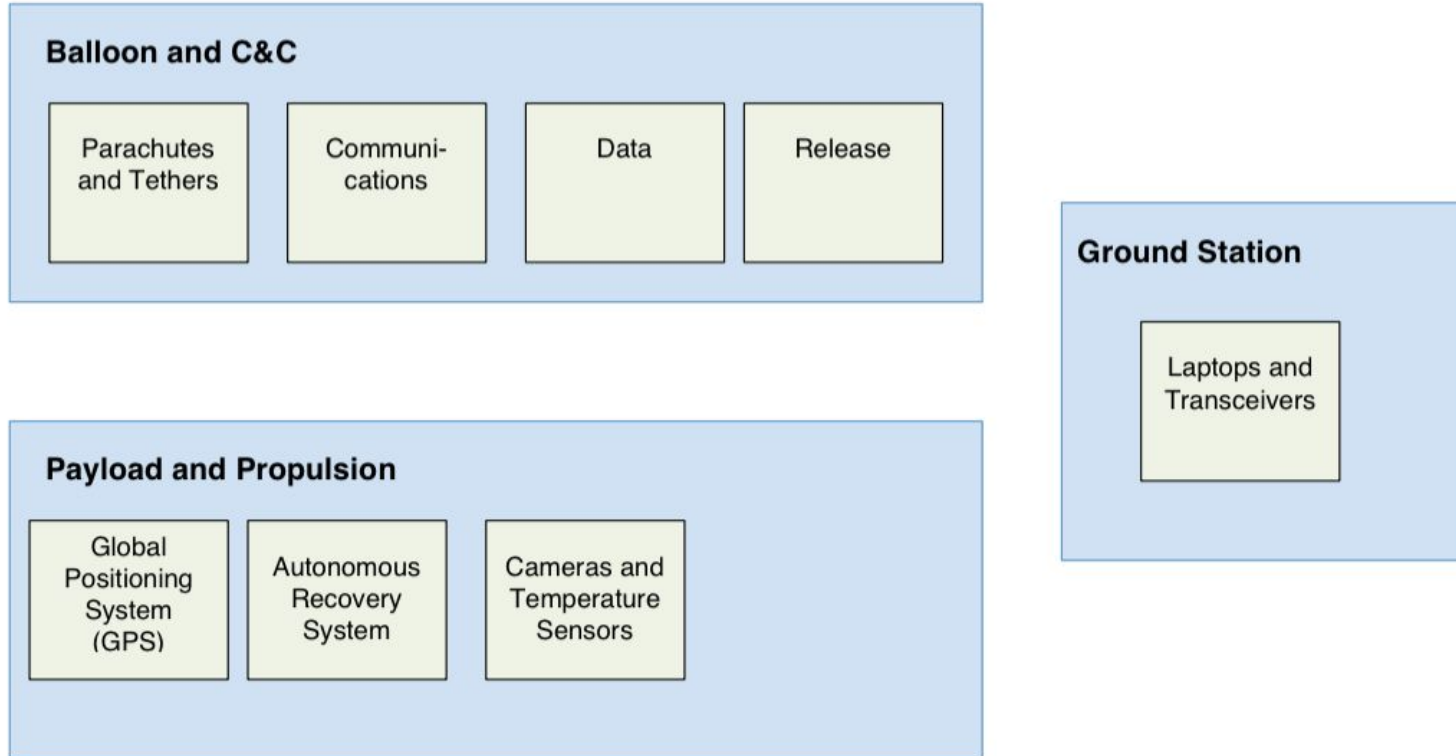 Balloon and C&C
Parachutes
and Tethers
Communi-
cations
Data
Release
Ground Station
Laptops and
Transceivers
Payload and Propulsion
Global
Positioning
System
(GPS)
Autonomous
Recovery
System
Cameras and
Temperature
Sensors